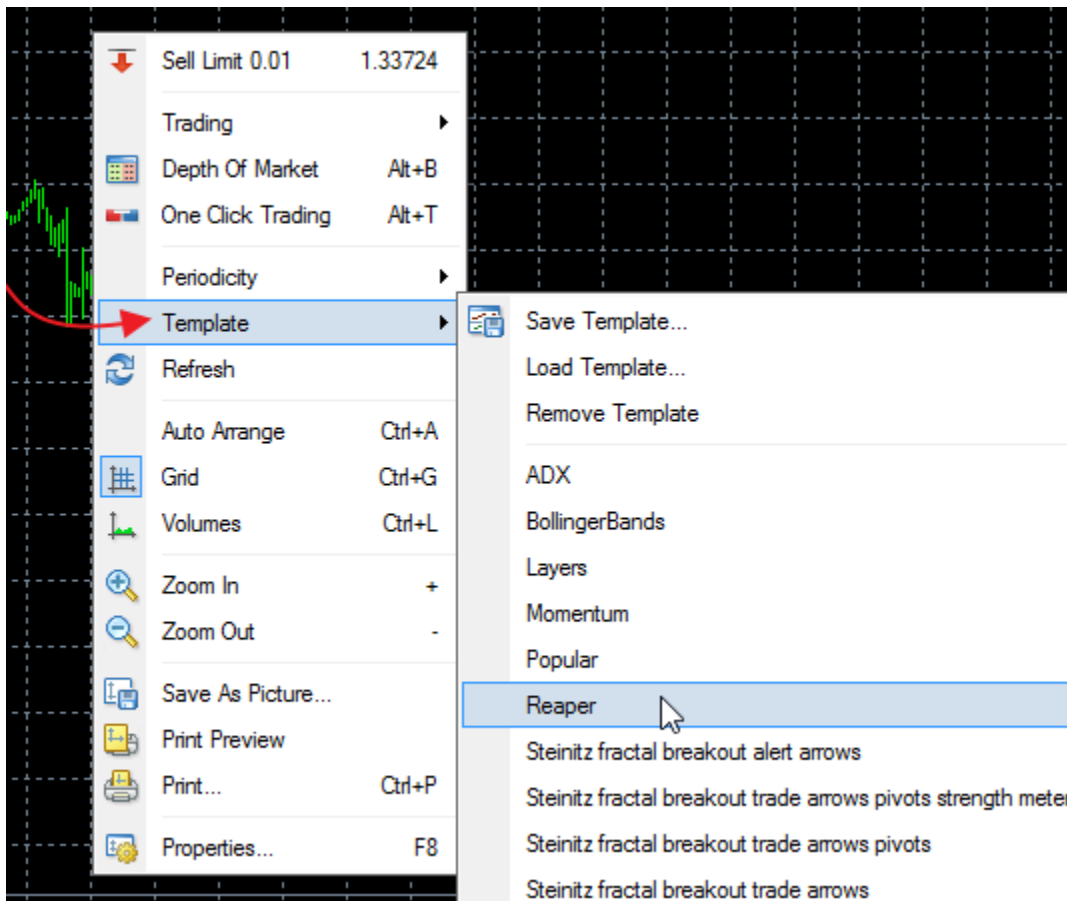 Sell Limit 0.01 1.33724
Trading
Depth Of Market Alt+B
One Click Trading Alt+T
Periodicity
Template
Refresh
Auto Arrange Ctrl+A
Grid Ctrl+G
Volumes Ctrl+L
Zoom In +
Zoom Out -
Save As Picture...
Print Preview
Print... Ctrl+P
Properties... F8
Save Template...
Load Template...
Remove Template
ADX
BollingerBands
Layers
Momentum
Popular
Reaper
Steinitz fractal breakout alert arrows
Steinitz fractal breakout trade arrows pivots strength meter
Steinitz fractal breakout trade arrows pivots
Steinitz fractal breakout trade arrows